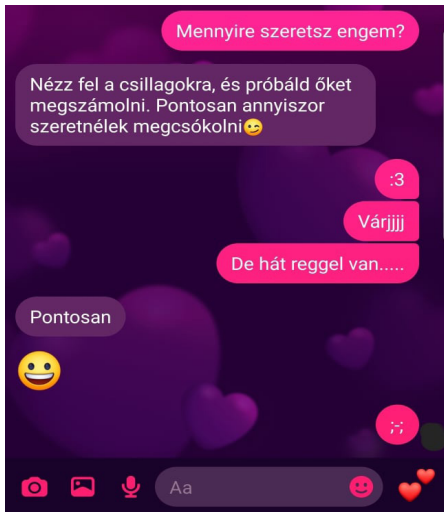 Mennyire szeretsz engem?
Nézz fel a csillagokra, és próbáld őket
megszámolni. Pontosan annyiszor
szeretnélek megcsókolni😉
:3
Várjjjj
De hát reggel van.....
Pontosan
😀
;-;
Aa